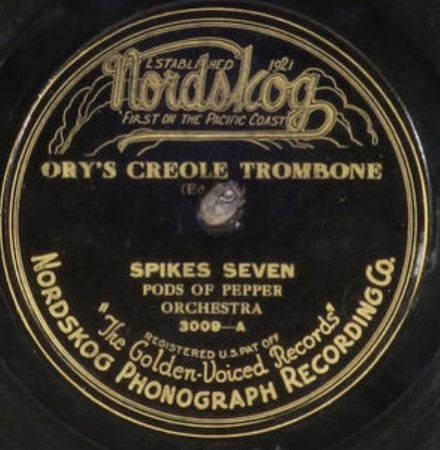 ESTABLISHED 1921
Nordskog
FIRST ON THE PACIFIC COAST
ORY'S CREOLE TROMBONE
SPIKES SEVEN
PODS OF PEPPER
ORCHESTRA
3009-A
REGISTERED U.S. PAT OFF
"The Golden-Voiced Records"
NORDSKOG PHONOGRAPH RECORDING CO.